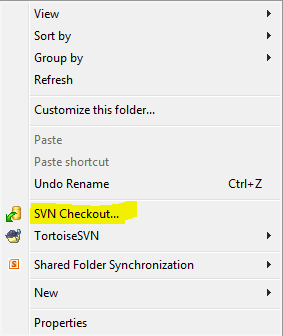 View
Sort by
Group by
Refresh
Customize this folder...
Paste
Paste shortcut
Undo Rename Ctrl+Z
SVN Checkout...
TortoiseSVN
Shared Folder Synchronization
New
Properties